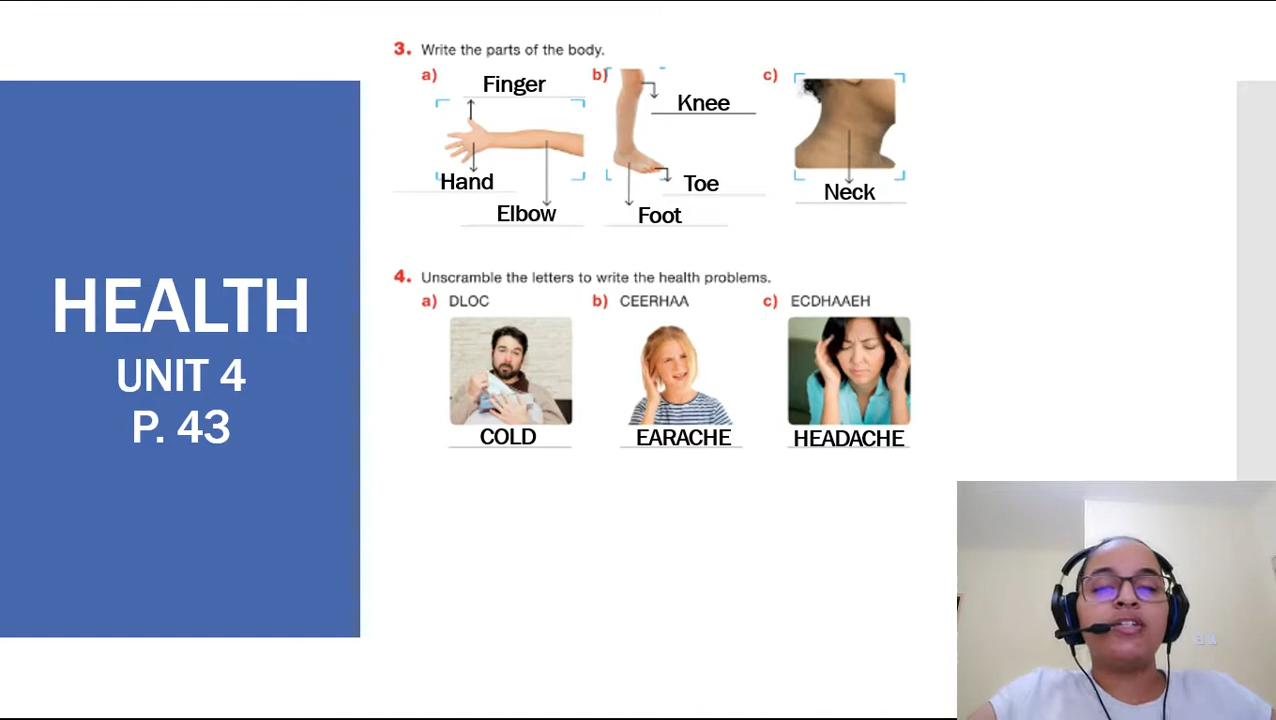 HEALTH
UNIT 4
P. 43
3. Write the parts of the body.
a)
Finger
Hand
Elbow
b)
Knee
Toe
Foot
c)
Neck
4. Unscramble the letters to write the health problems.
a) DLOC
b) CEERHAA
c) ECDHAAEH
COLD
EARACHE
HEADACHE